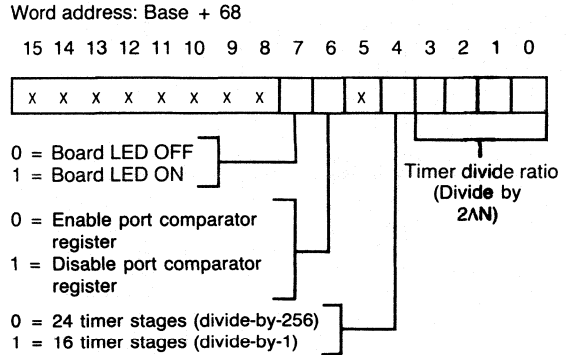 Word address: Base + 68
15 14 13 12 11 10 9 8 7 6 5 4 3 2 1 0
x x x x x x x x x
0 = Board LED OFF
1 = Board LED ON
Timer divide ratio
(Divide by
2ΛN)
0 = Enable port comparator
register
1 = Disable port comparator
register
0 = 24 timer stages (divide-by-256)
1 = 16 timer stages (divide-by-1)